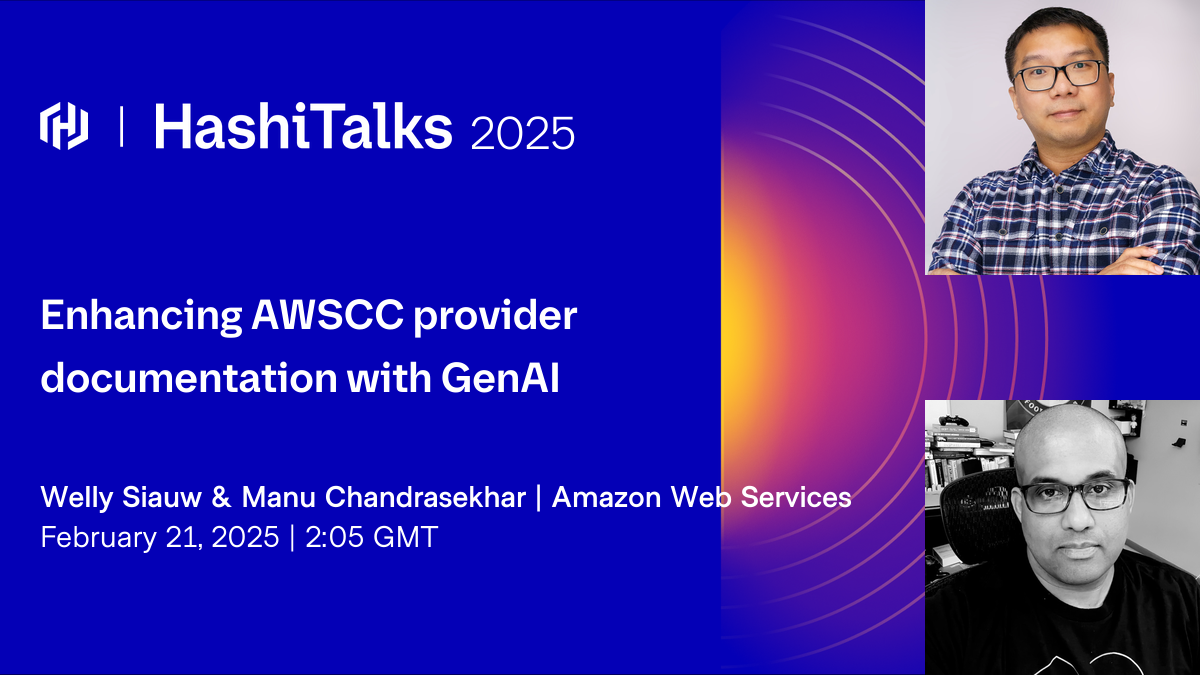 HashiTalks 2025
Enhancing AWSCC provider
documentation with GenAI
Welly Siauw & Manu Chandrasekhar | Amazon Web Services
February 21, 2025 | 2:05 GMT